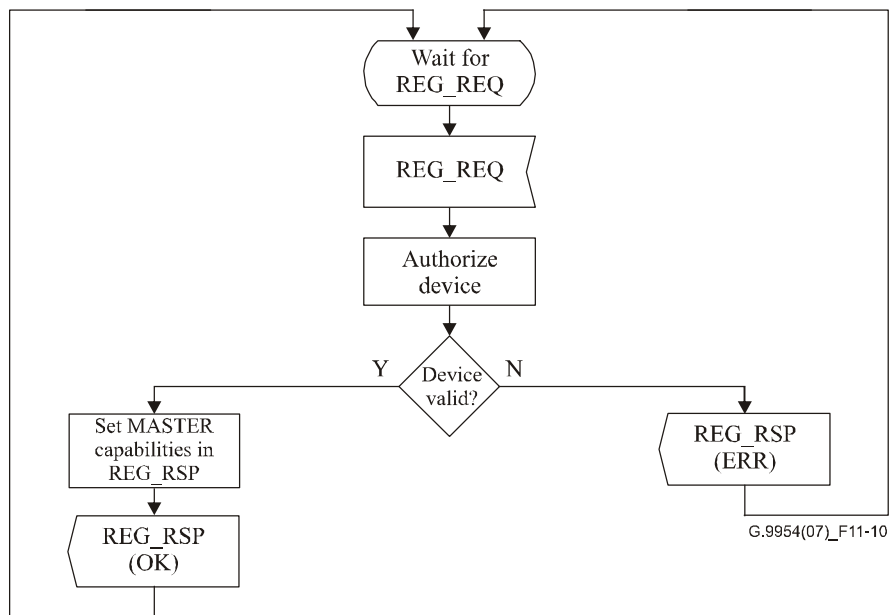 Wait for
REG_REQ
REG_REQ
Authorize
device
Y
Device
valid?
N
Set MASTER
capabilities in
REG_RSP
REG_RSP
(ERR)
REG_RSP
(OK)
G.9954(07)_F11-10